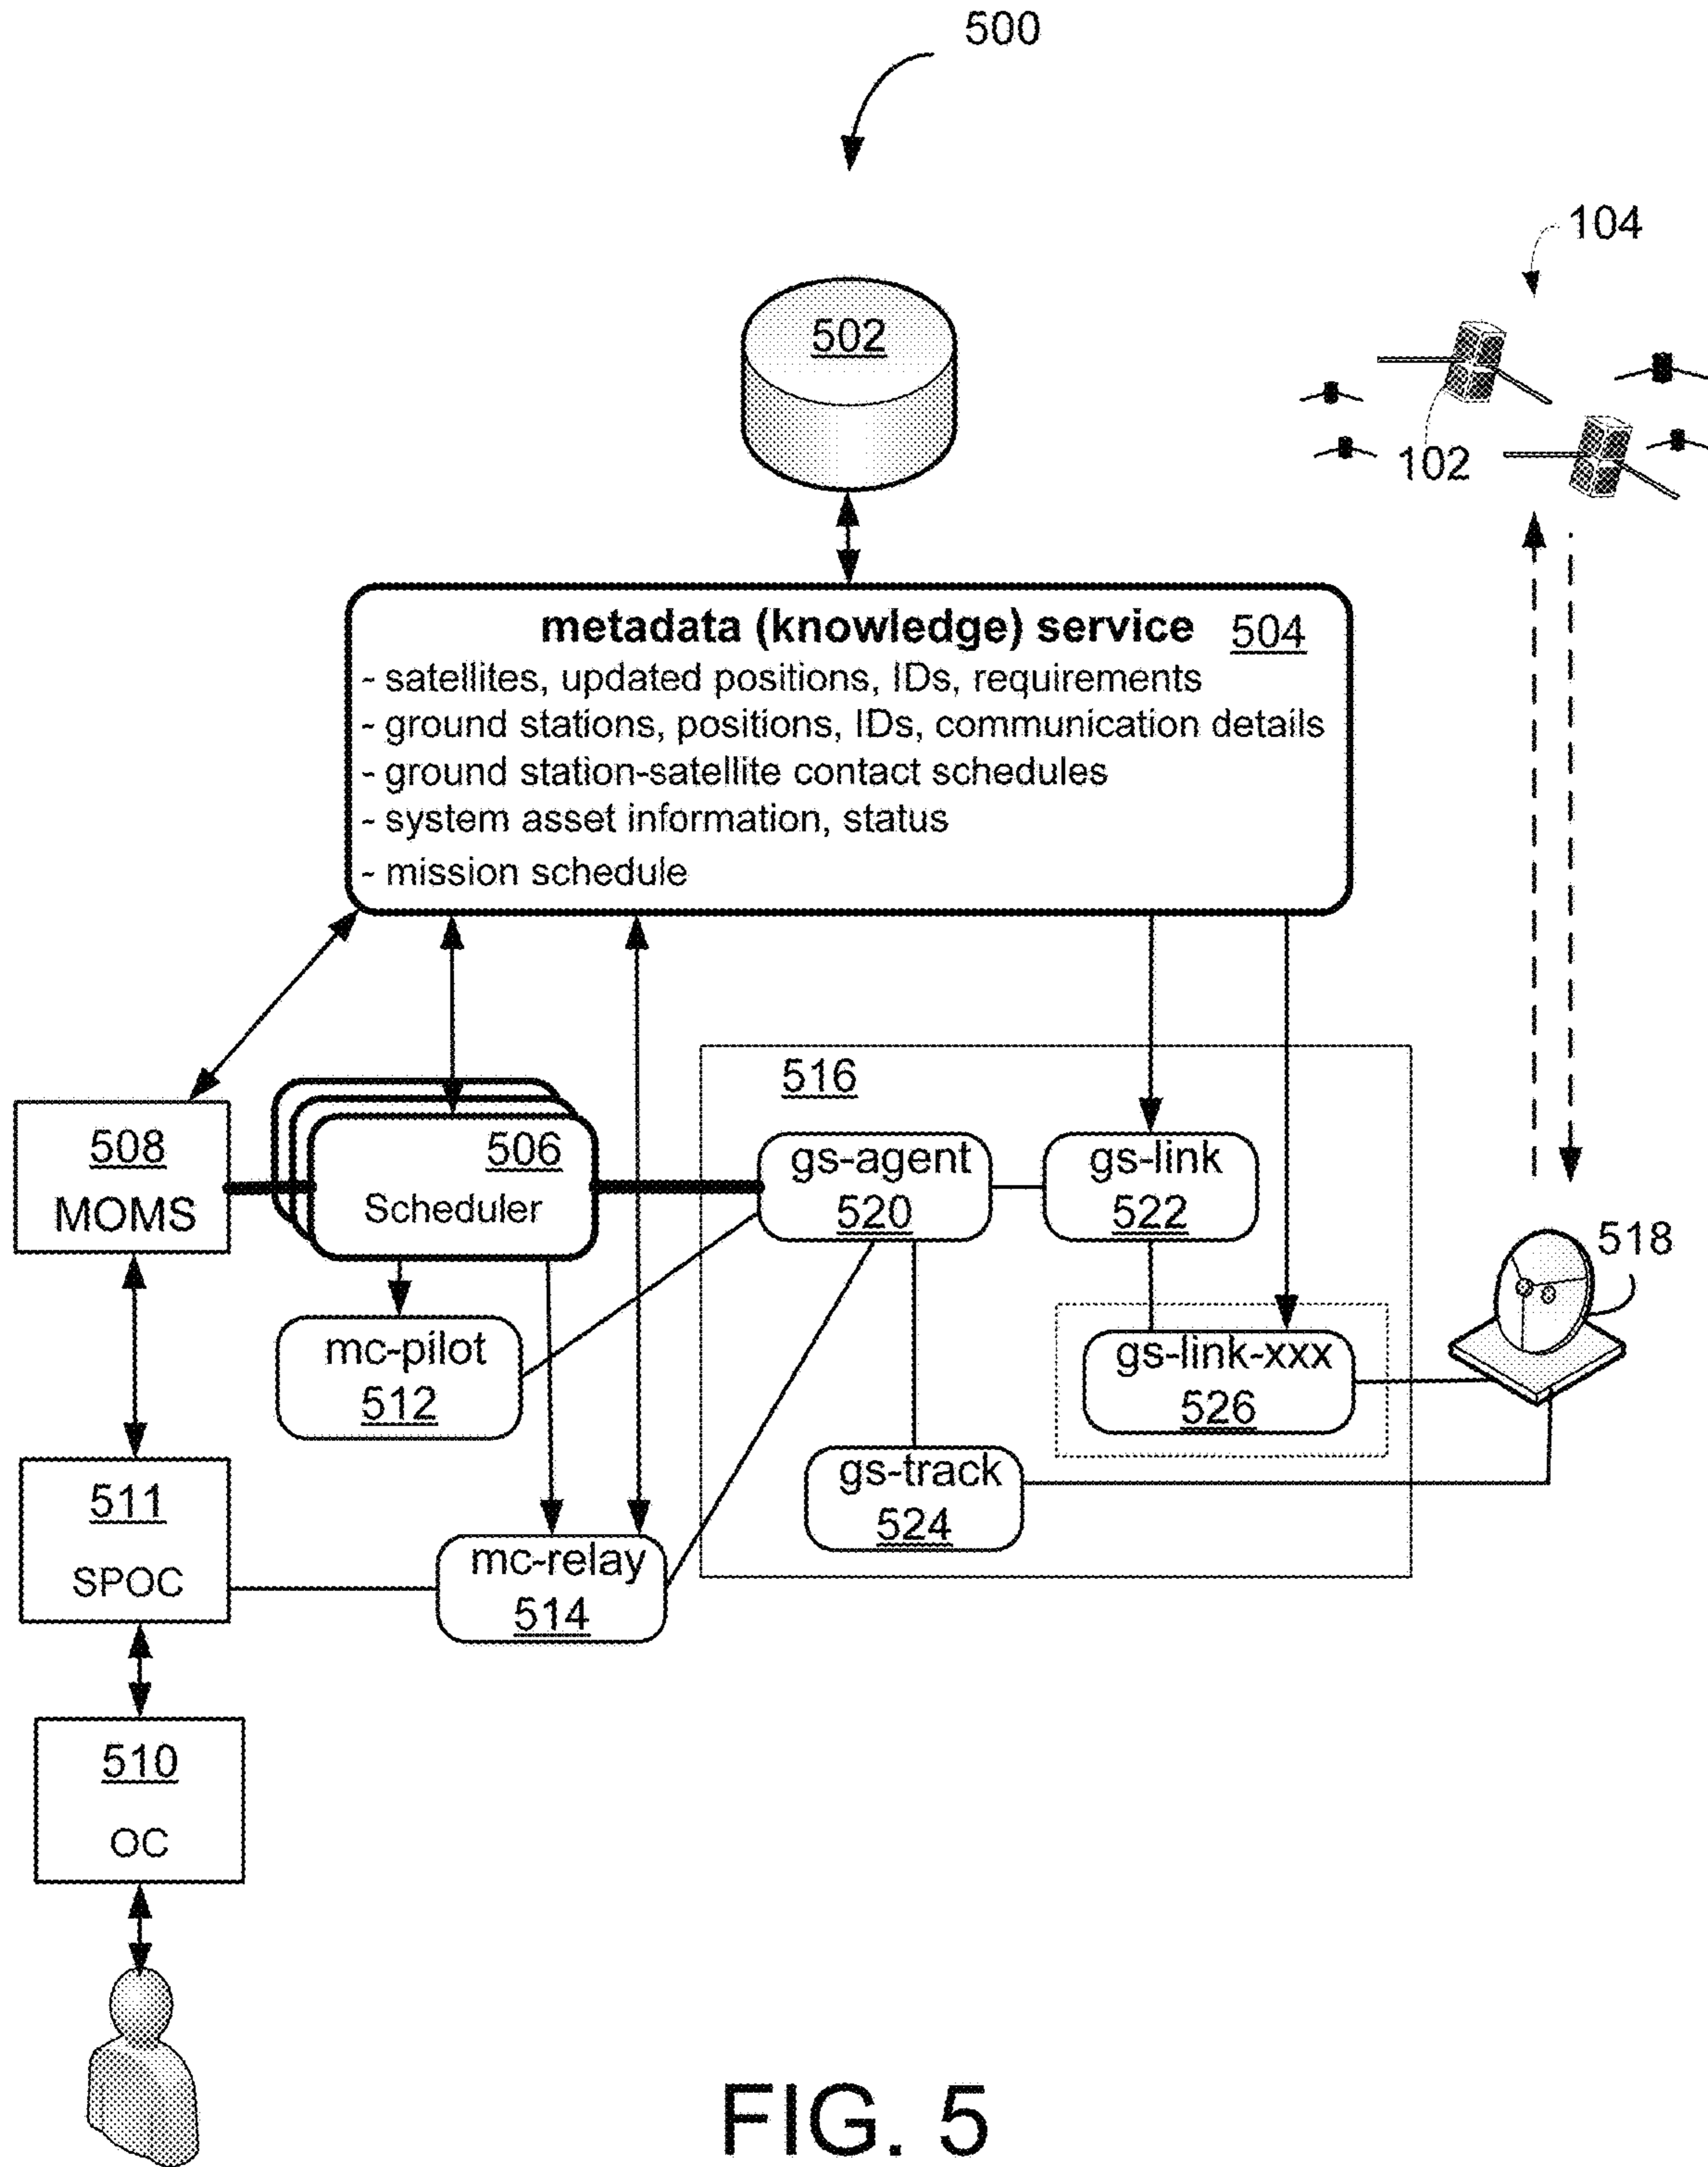 500
104
502
102
metadata (knowledge) service 504
- satellites, updated positions, IDs, requirements
- ground stations, positions, IDs, communication details
- ground station-satellite contact schedules
- system asset information, status
- mission schedule
516
508
MOMS
506
Scheduler
gs-agent
520
gs-link
522
518
mc-pilot
512
gs-link-xxx
526
gs-track
524
511
SPOC
mc-relay
514
510
OC
FIG. 5